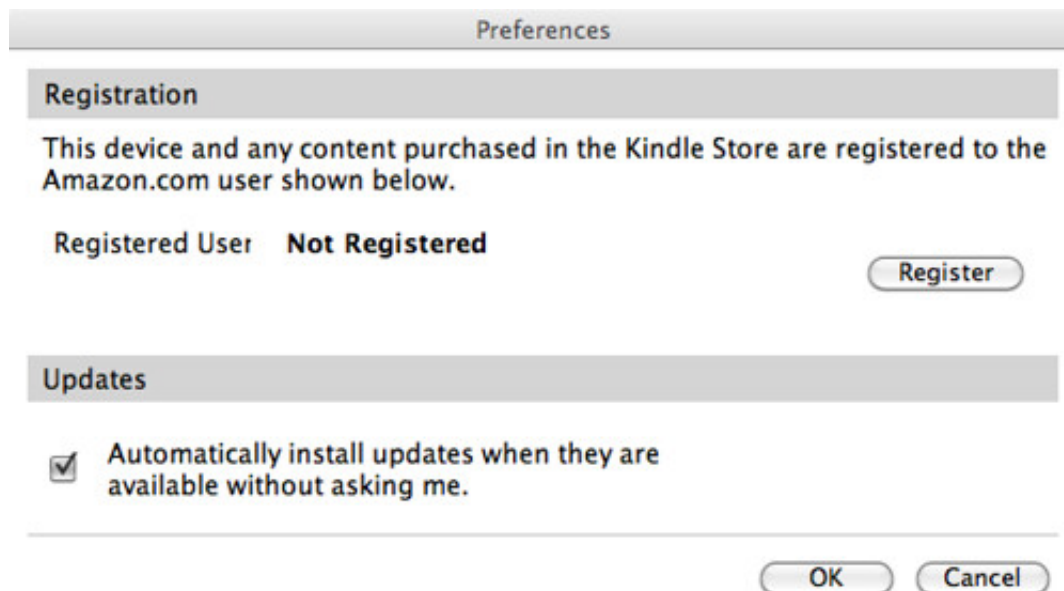 Preferences
Registration
This device and any content purchased in the Kindle Store are registered to the
Amazon.com user shown below.
Registered User Not Registered
Register
Updates
Automatically install updates when they are
available without asking me.
OK Cancel